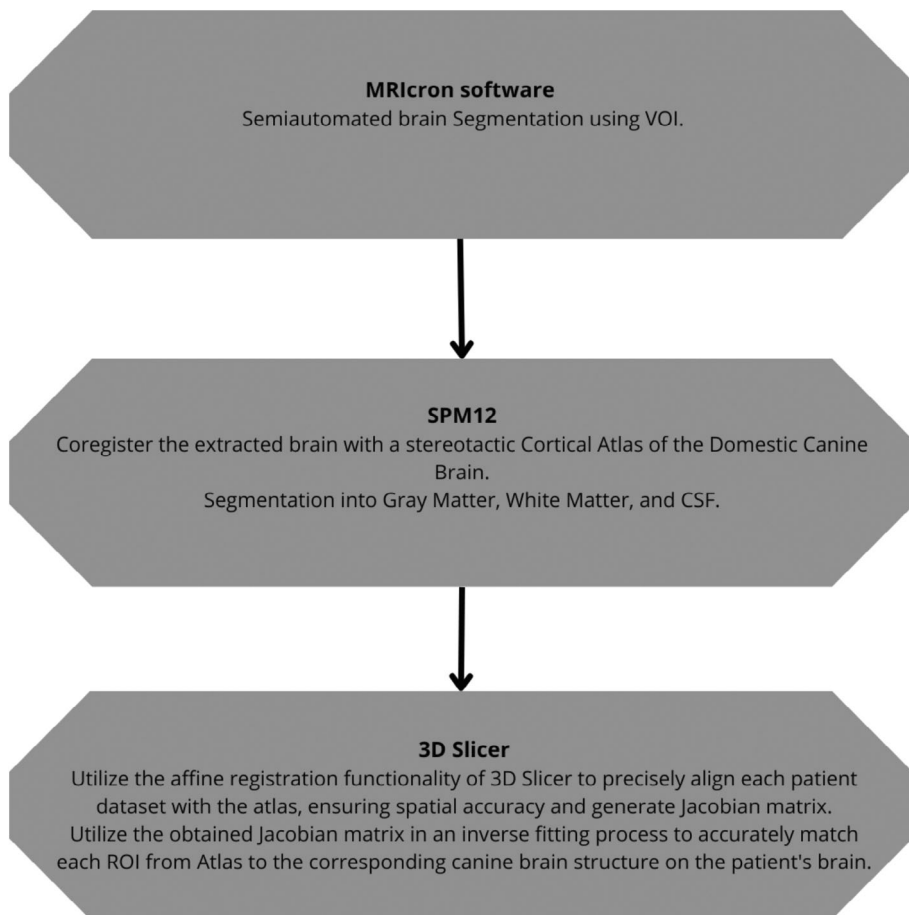 MRIcron software
Semiautomated brain Segmentation using VOI.
SPM12
Coregister the extracted brain with a stereotactic Cortical Atlas of the Domestic Canine
Brain.
Segmentation into Gray Matter, White Matter, and CSF.
3D Slicer
Utilize the affine registration functionality of 3D Slicer to precisely align each patient
dataset with the atlas, ensuring spatial accuracy and generate Jacobian matrix.
Utilize the obtained Jacobian matrix in an inverse fitting process to accurately match
each ROI from Atlas to the corresponding canine brain structure on the patient's brain.